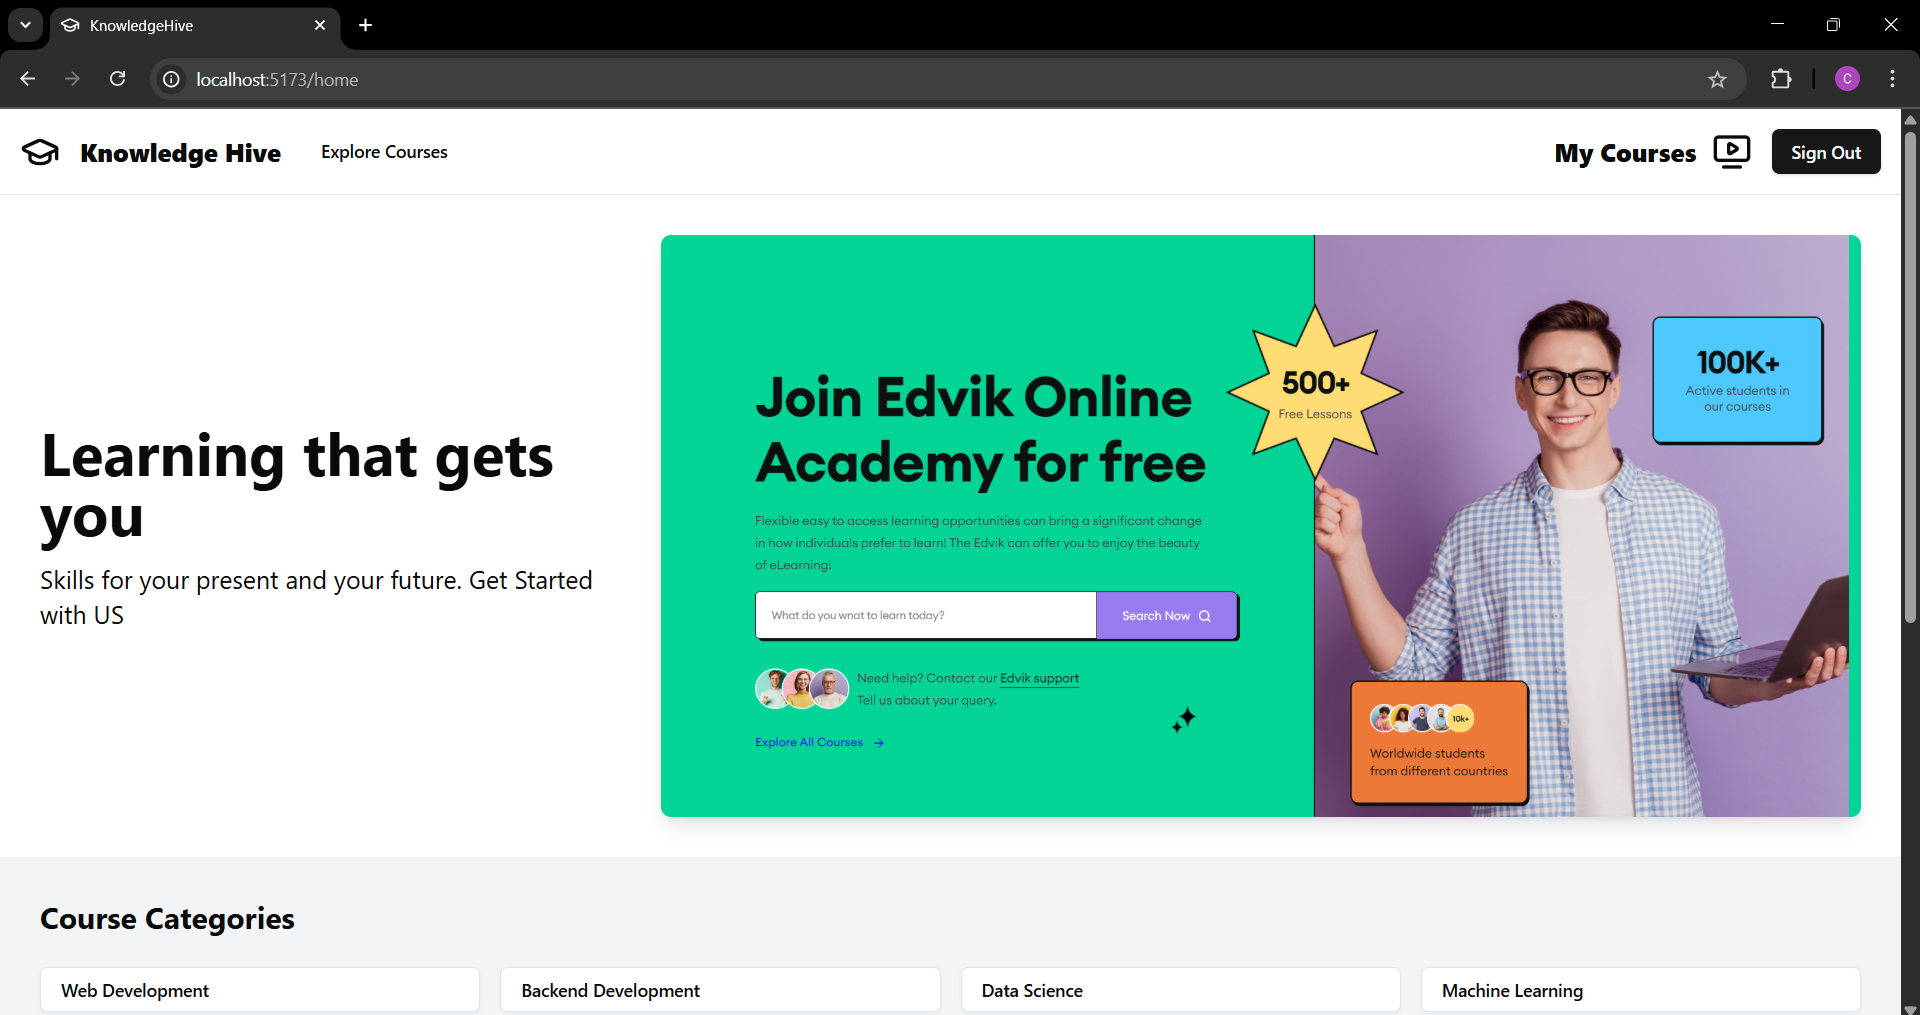 KnowledgeHive
localhost:5173/home
C
Knowledge Hive
Explore Courses
My Courses
Sign Out
Learning that gets
you
Skills for your present and your future. Get Started
with US
Join Edvik Online
Academy for free
Flexible easy to access learning opportunities can bring a significant change
in how individuals prefer to learn! The Edvik can offer you to enjoy the beauty
of eLearning!
What do you wnat to learn today?
Search Now
Need help? Contact our Edvik support
Tell us about your query.
Explore All Courses
500+
Free Lessons
100K+
Active students in
our courses
10k+
Worldwide students
from different countries
Course Categories
Web Development
Backend Development
Data Science
Machine Learning